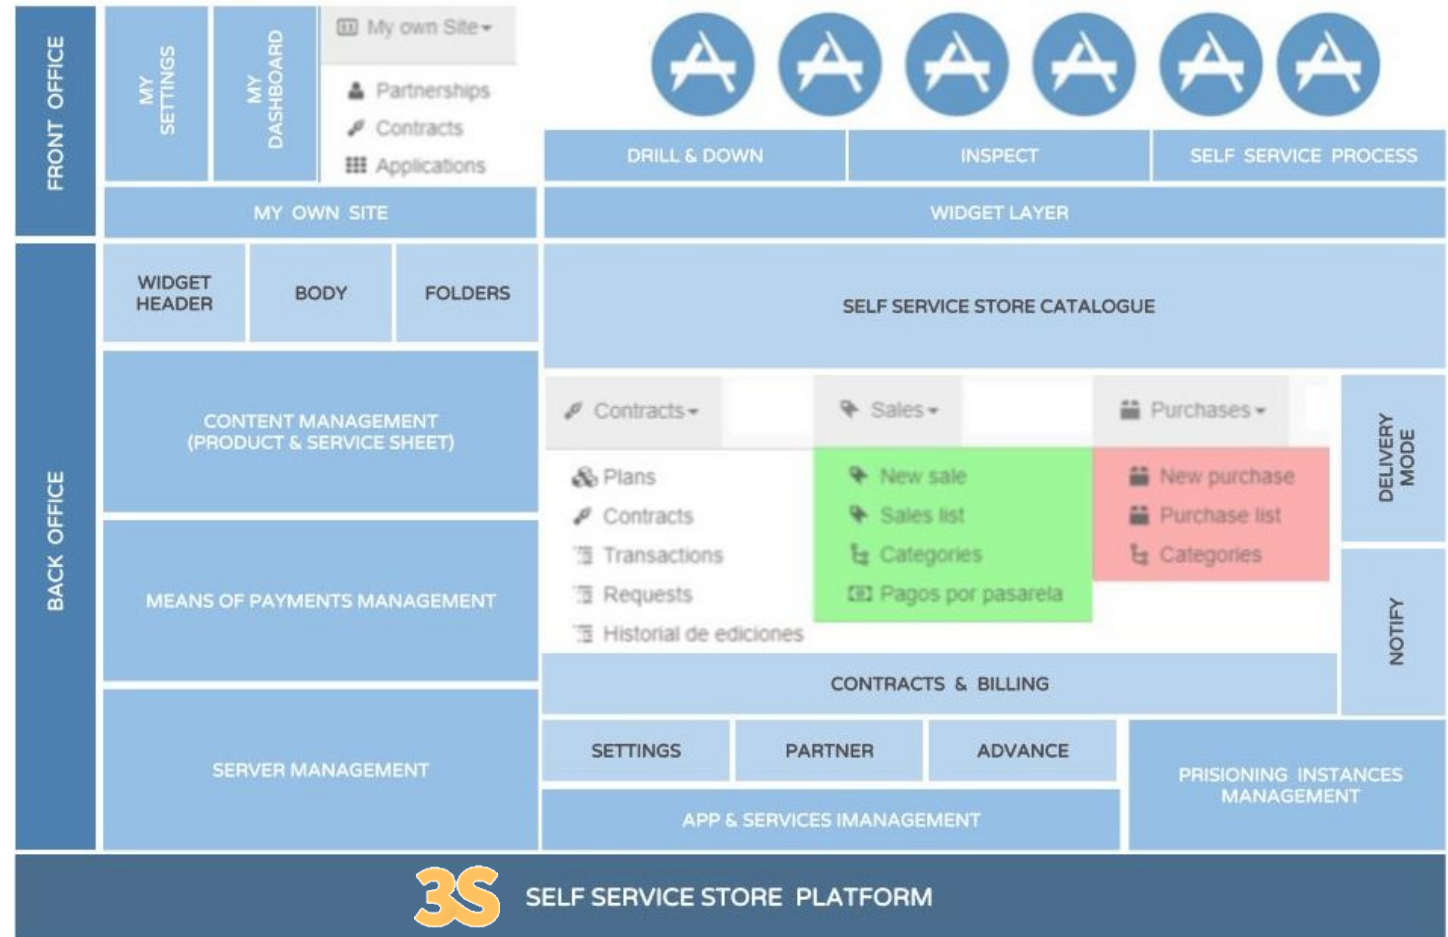 FRONT OFFICE
MY
SETTINGS
MY
DASHBOARD
My own Site
Partnerships
Contracts
Applications
MY OWN SITE
DRILL & DOWN
INSPECT
SELF SERVICE PROCESS
WIDGET LAYER
BACK OFFICE
WIDGET
HEADER
BODY
FOLDERS
SELF SERVICE STORE CATALOGUE
CONTENT MANAGEMENT
(PRODUCT & SERVICE SHEET)
MEANS OF PAYMENTS MANAGEMENT
SERVER MANAGEMENT
Contracts
Plans
Contracts
Transactions
Requests
Historial de ediciones
Sales
New sale
Sales list
Categories
Pagos por pasarela
Purchases
New purchase
Purchase list
Categories
DELIVERY
MODE
NOTIFY
CONTRACTS & BILLING
SETTINGS
PARTNER
ADVANCE
APP & SERVICES IMANAGEMENT
PRISIONING INSTANCES
MANAGEMENT
3S SELF SERVICE STORE PLATFORM